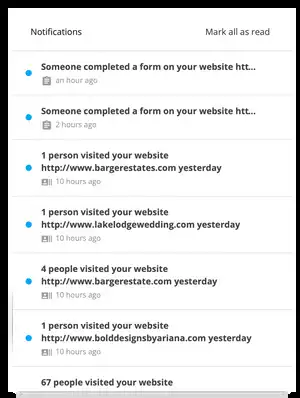 Notifications
Mark all as read
Someone completed a form on your website htt...
an hour ago
Someone completed a form on your website htt...
2 hours ago
1 person visited your website
http://www.bargerestates.com yesterday
10 hours ago
1 person visited your website
http://www.lakelodgewedding.com yesterday
10 hours ago
4 people visited your website
http://www.bargerestate.com yesterday
10 hours ago
1 person visited your website
http://www.bolddesignsbyariana.com yesterday
10 hours ago
67 people visited your website